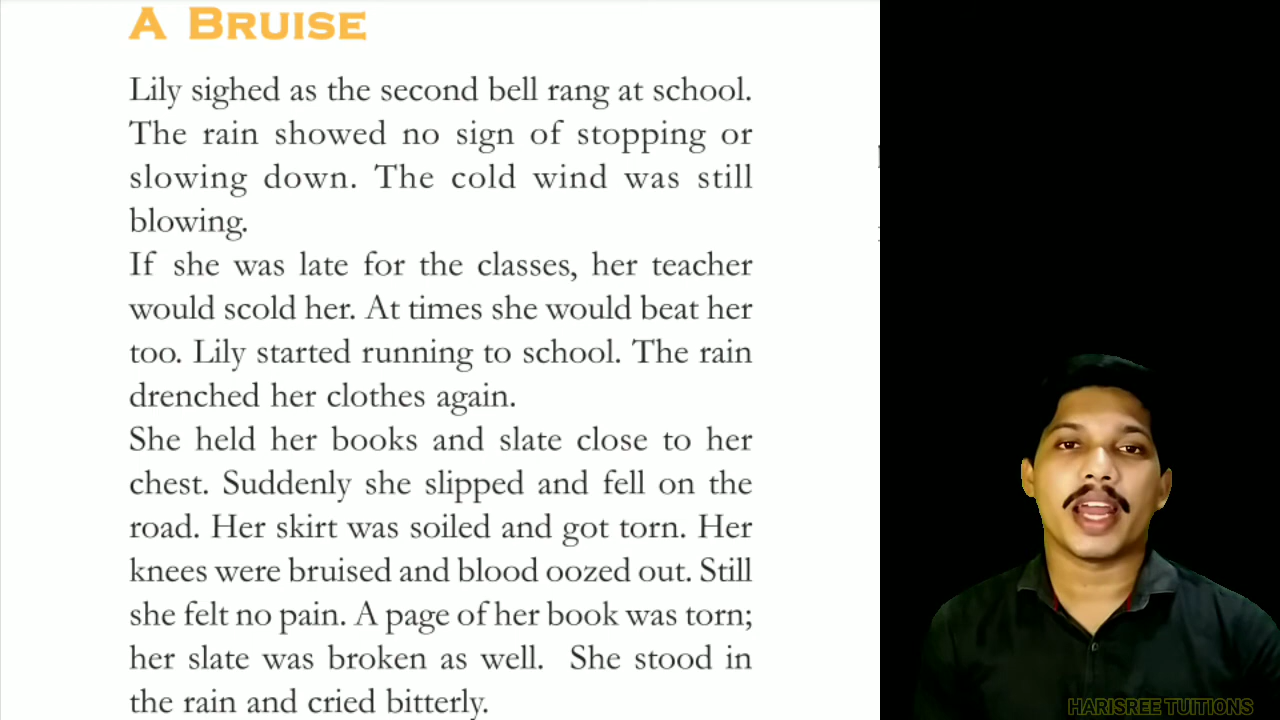 A BRUISE
Lily sighed as the second bell rang at school.
The rain showed no sign of stopping or
slowing down. The cold wind was still
blowing.
If she was late for the classes, her teacher
would scold her. At times she would beat her
too. Lily started running to school. The rain
drenched her clothes again.
She held her books and slate close to her
chest. Suddenly she slipped and fell on the
road. Her skirt was soiled and got torn. Her
knees were bruised and blood oozed out. Still
she felt no pain. A page of her book was torn;
her slate was broken as well. She stood in
the rain and cried bitterly.
HARISREE TUITIONS